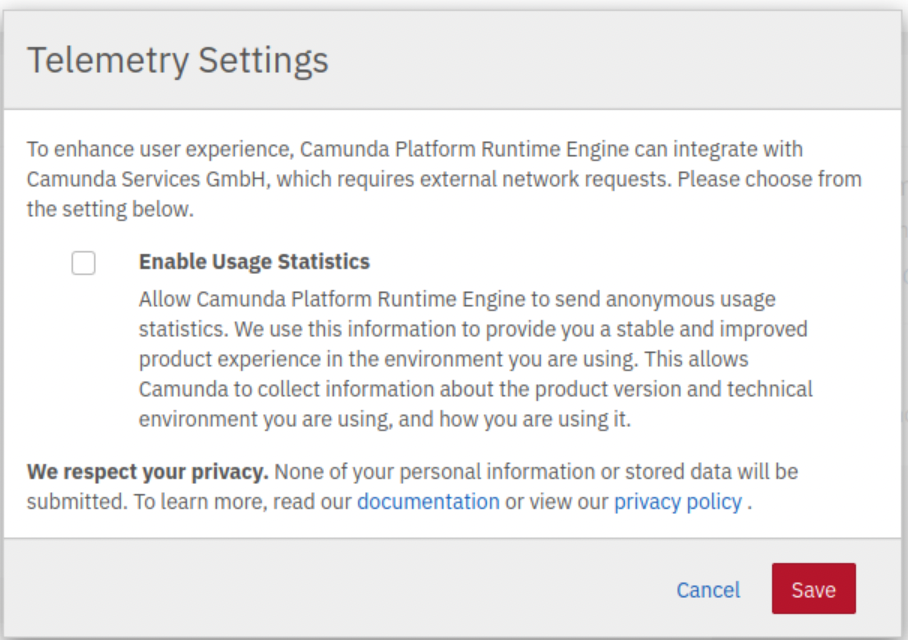 Telemetry Settings
To enhance user experience, Camunda Platform Runtime Engine can integrate with
Camunda Services GmbH, which requires external network requests. Please choose from
the setting below.
Enable Usage Statistics
Allow Camunda Platform Runtime Engine to send anonymous usage
statistics. We use this information to provide you a stable and improved
product experience in the environment you are using. This allows
Camunda to collect information about the product version and technical
environment you are using, and how you are using it.
We respect your privacy. None of your personal information or stored data will be
submitted. To learn more, read our documentation or view our privacy policy .
Cancel Save